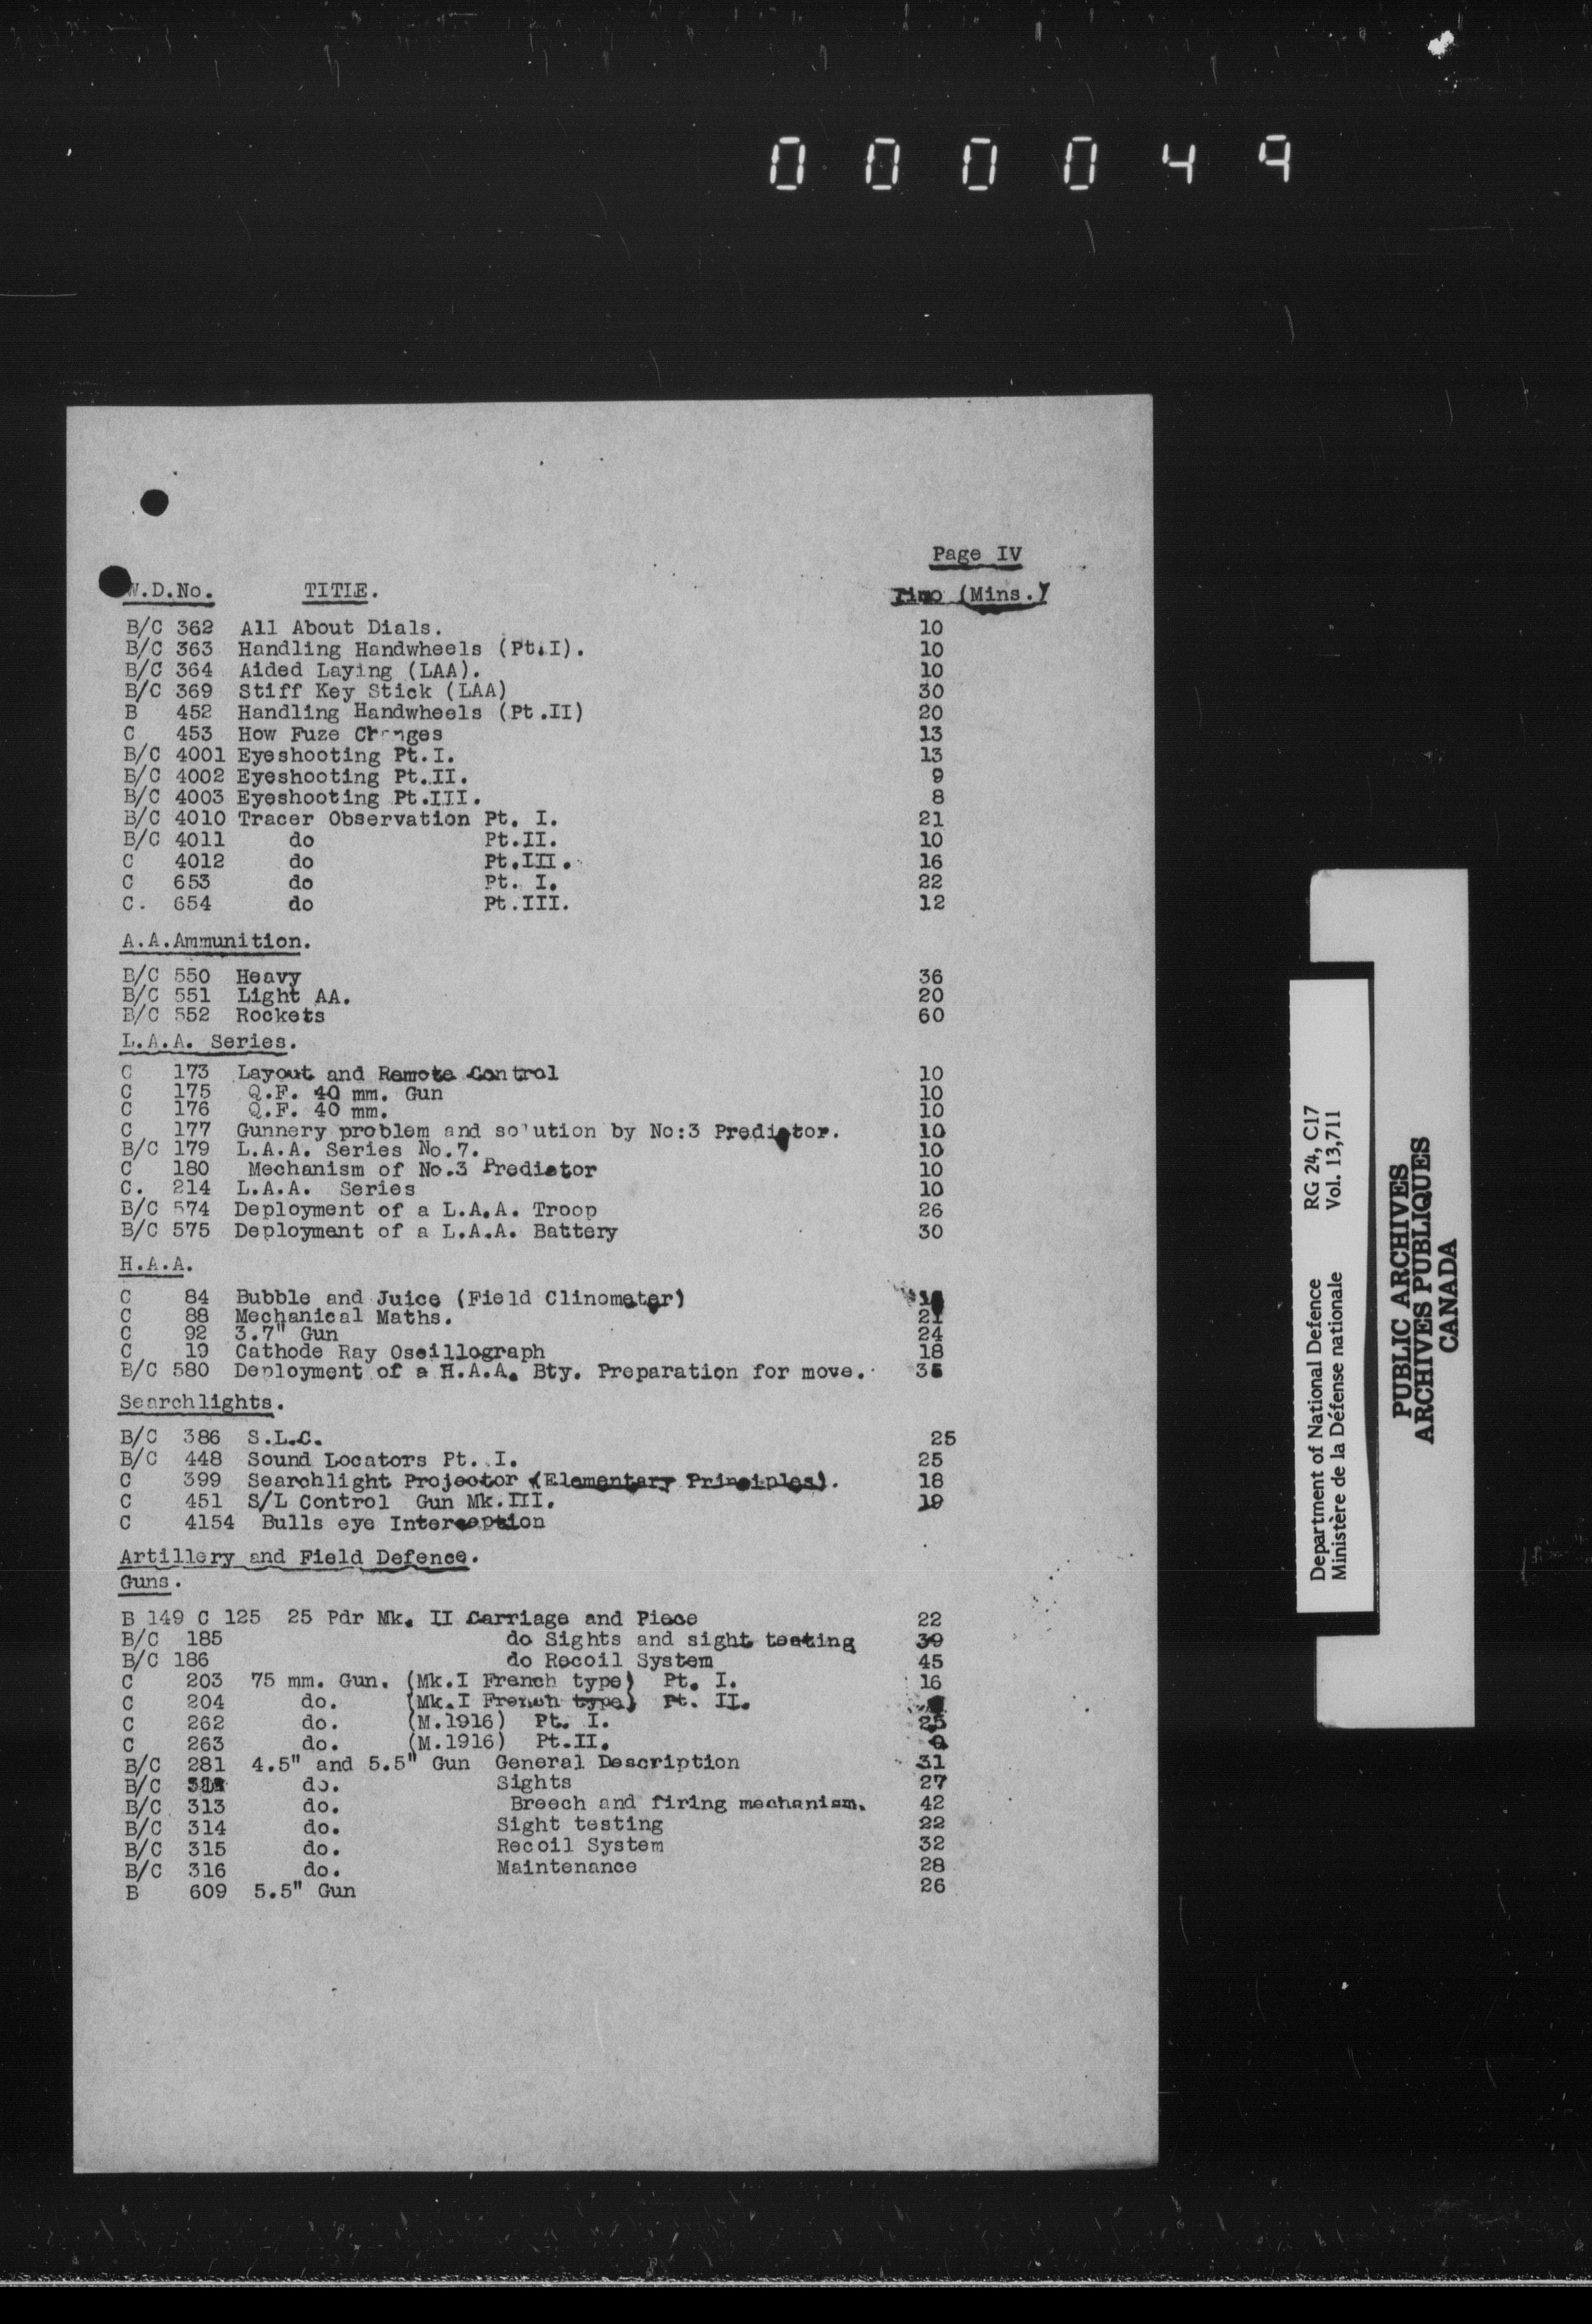 000049
Page IV
W.D.No. TITLE. Time (Mins.)
B/C 362 All About Dials. 10
B/C 363 Handling Handwheels (Pt.I). 10
B/C 364 Aided Laying (LAA). 10
B/C 369 Stiff Key Stick (LAA) 30
B 452 Handling Handwheels (Pt.II) 20
C 453 How Fuze Changes 13
B/C 4001 Eyeshooting Pt.I. 13
B/C 4002 Eyeshooting Pt.II. 9
B/C 4003 Eyeshooting Pt.III. 8
B/C 4010 Tracer Observation Pt. I. 21
B/C 4011 do Pt.II. 10
C 4012 do Pt.III. 16
C 653 do Pt. I. 22
C. 654 do Pt.III. 12
A.A.Ammunition.
B/C 550 Heavy 36
B/C 551 Light AA. 20
B/C 552 Rockets 60
L.A.A. Series.
C 173 Layout and Remote Control 10
C 175 Q.F. 40 mm. Gun 10
C 176 Q.F. 40 mm. 10
C 177 Gunnery problem and solution by No:3 Predictor. 10
B/C 179 L.A.A. Series No.7. 10
C 180 Mechanism of No.3 Predictor 10
C. 214 L.A.A. Series 10
B/C 574 Deployment of a L.A.A. Troop 26
B/C 575 Deployment of a L.A.A. Battery 30
H.A.A.
C 84 Bubble and Juice (Field Clinometer)
C 88 Mechanical Maths. 21
C 92 3.7" Gun 24
C 19 Cathode Ray Oscillograph 18
B/C 580 Deployment of a H.A.A. Bty. Preparation for move.
Searchlights.
B/C 386 S.L.C. 25
B/C 448 Sound Locators Pt. I. 25
C 399 Searchlight Projector (Elementary Principles). 18
C 451 S/L Control Gun Mk.III. 19
C 4154 Bulls eye Interception
Artillery and Field Defence.
Guns.
B 149 C 125 25 Pdr Mk. II Carriage and Piece 22
B/C 185 do Sights and sight testing 39
B/C 186 do Recoil System 45
C 203 75 mm. Gun. (Mk.I French type) Pt. I. 16
C 204 do. (Mk.I French type) Pt. II.
C 262 do. (M.1916) Pt. I. 25
C 263 do. (M.1916) Pt.II. 9
B/C 281 4.5" and 5.5" Gun General Description 31
B/C do. Sights 27
B/C 313 do. Breech and firing mechanism. 42
B/C 314 do. Sight testing 22
B/C 315 do. Recoil System 32
B/C 316 do. Maintenance 28
B 609 5.5" Gun 26
Department of National Defence RG 24, C17
Ministère de la Défense nationale Vol. 13,711
PUBLIC ARCHIVES
ARCHIVES PUBLIQUES
CANADA